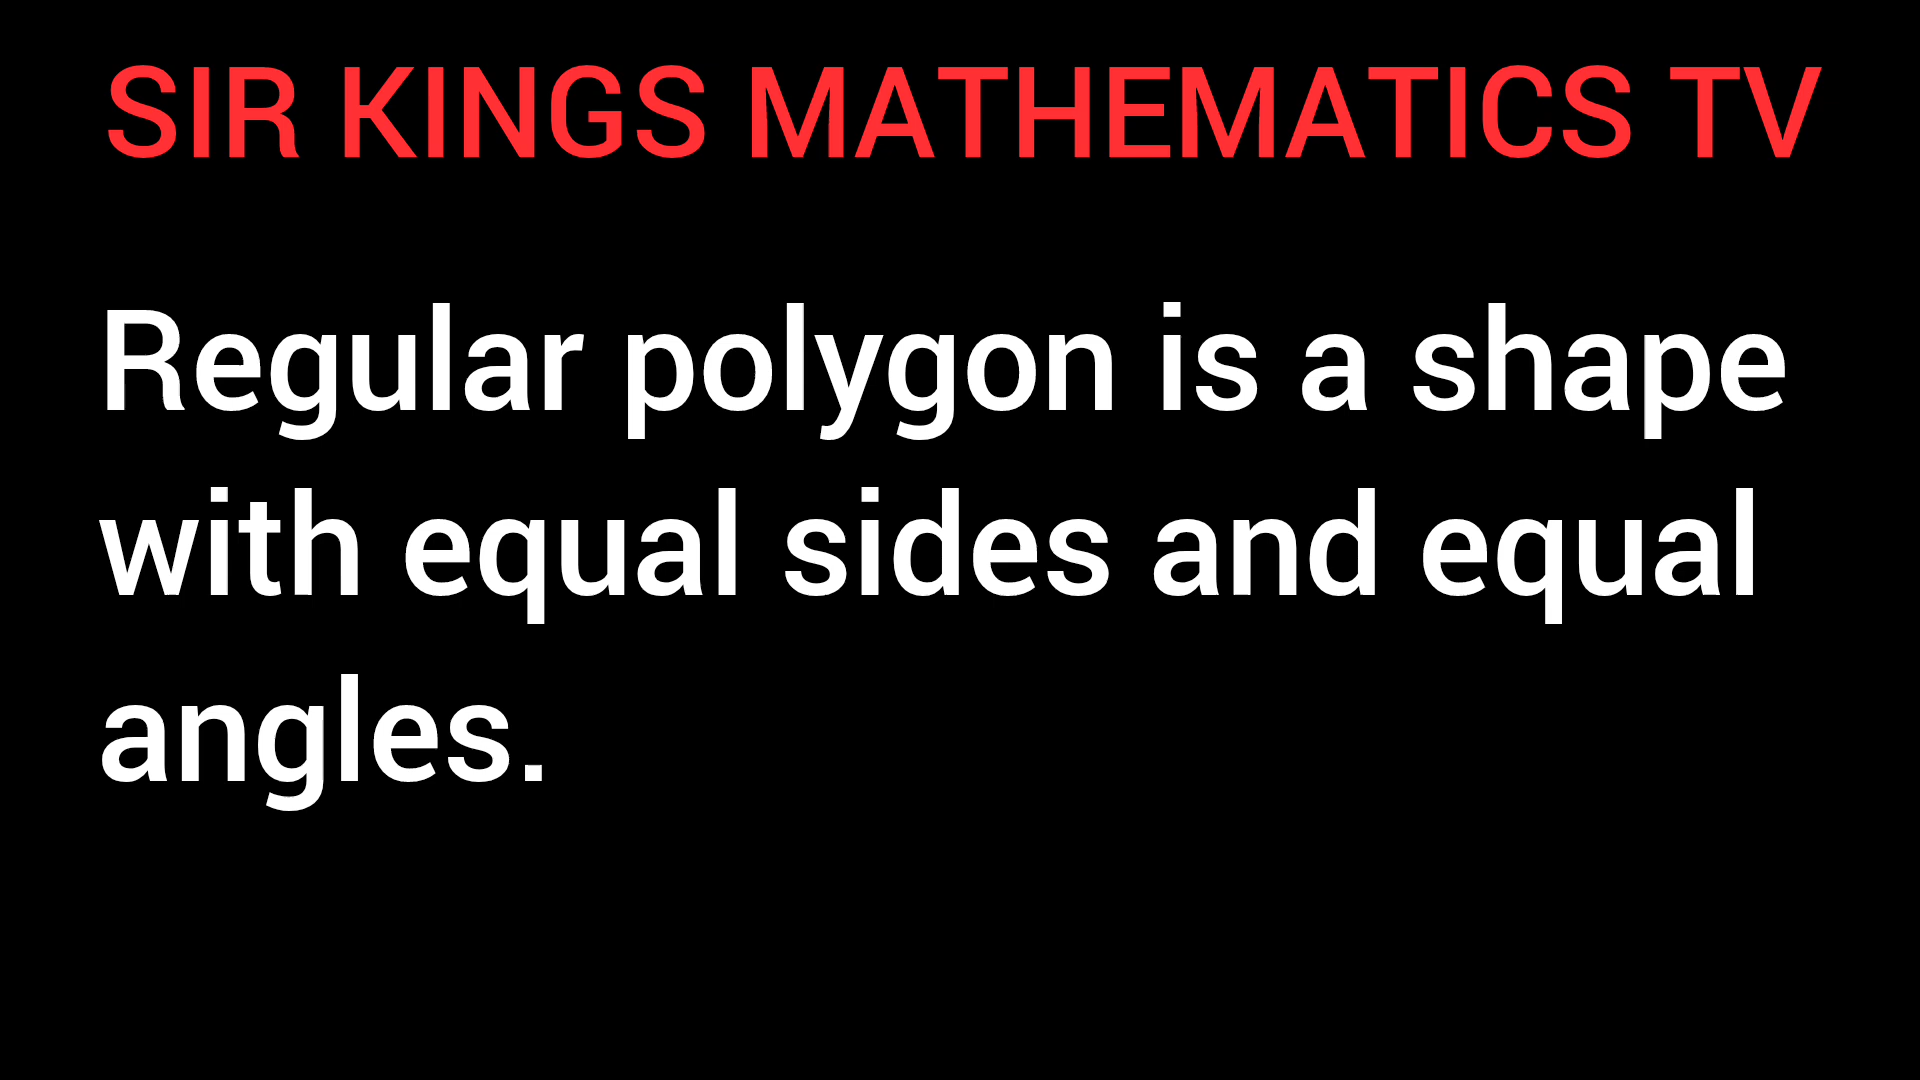 SIR KINGS MATHEMATICS TV
Regular polygon is a shape
with equal sides and equal
angles.